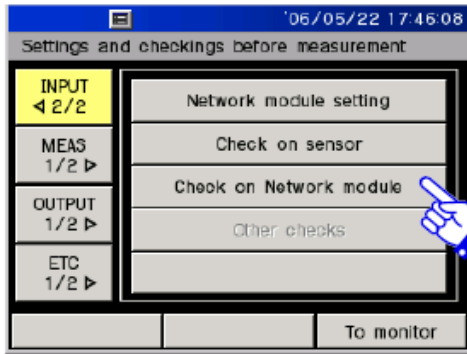 '06/05/22 17:46:08
Settings and checkings before measurement
INPUT
◁ 2/2
Network module setting
MEAS
1/2 ▷
Check on sensor
Check on Network module
OUTPUT
1/2 ▷
Other checks
ETC
1/2 ▷
To monitor